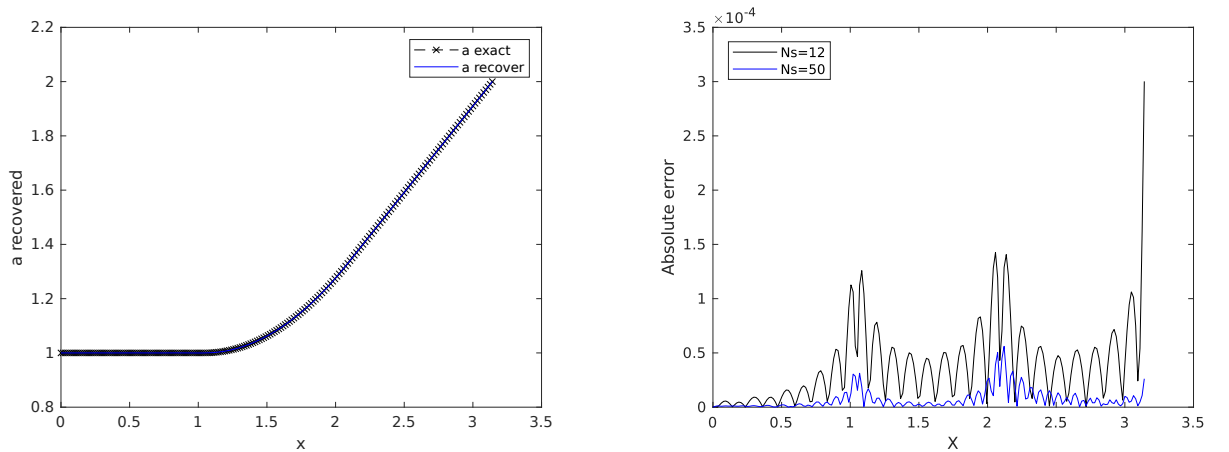 2.2
2
1.8
1.6
1.4
1.2
1
0.8
0 0.5 1 1.5 2 2.5 3 3.5
x
a recovered
a exact
a recover
×10-4
3.5
3
2.5
2
1.5
1
0.5
0
0 0.5 1 1.5 2 2.5 3 3.5
X
Absolute error
Ns=12
Ns=50